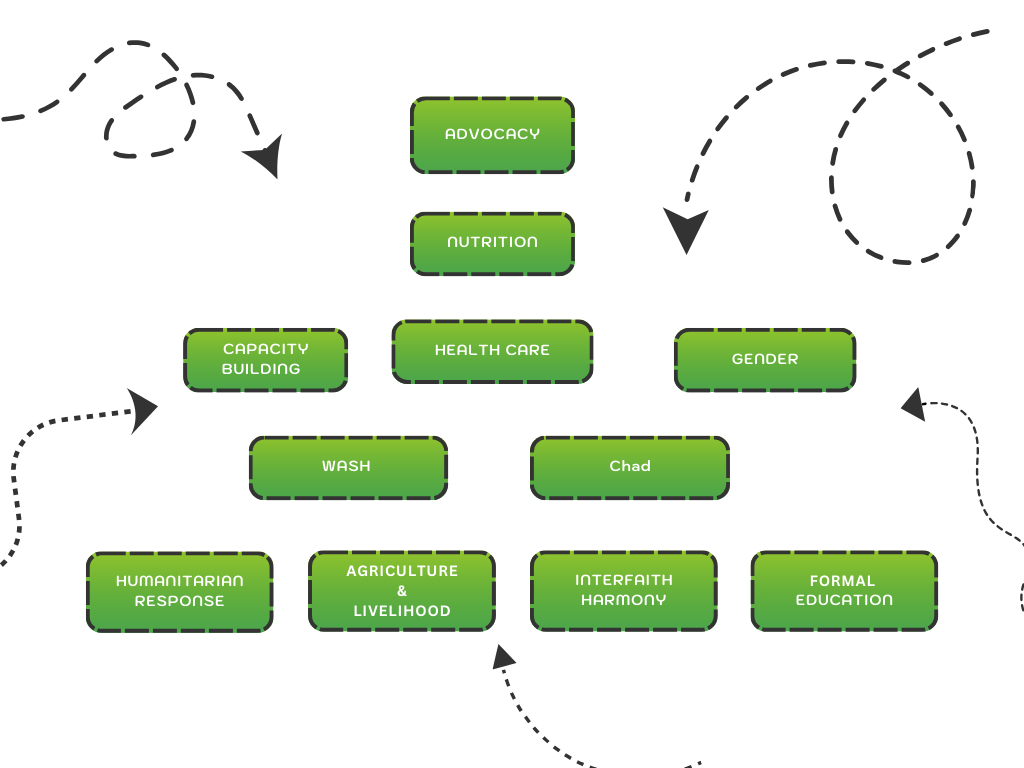 ADVOCACY
NUTRITION
CAPACITY
BUILDING
HEALTH CARE
GENDER
WASH
Chad
HUMANITARIAN
RESPONSE
AGRICULTURE
&
LIVELIHOOD
INTERFAITH
HARMONY
FORMAL
EDUCATION